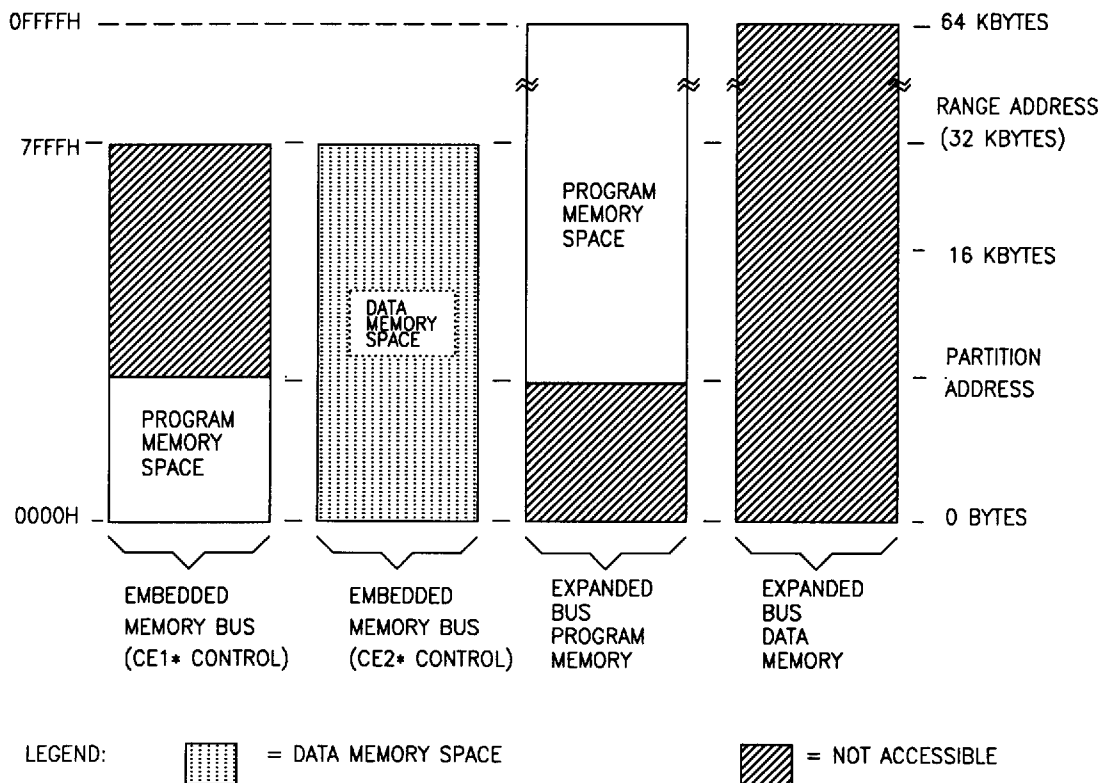 0FFFFH
64 KBYTES
RANGE ADDRESS
(32 KBYTES)
7FFFH
PROGRAM
MEMORY
SPACE
16 KBYTES
DATA
MEMORY
SPACE
PARTITION
ADDRESS
PROGRAM
MEMORY
SPACE
0000H
0 BYTES
EMBEDDED
MEMORY BUS
(CE1* CONTROL)
EMBEDDED
MEMORY BUS
(CE2* CONTROL)
EXPANDED
BUS
PROGRAM
MEMORY
EXPANDED
BUS
DATA
MEMORY
LEGEND:
= DATA MEMORY SPACE
= NOT ACCESSIBLE